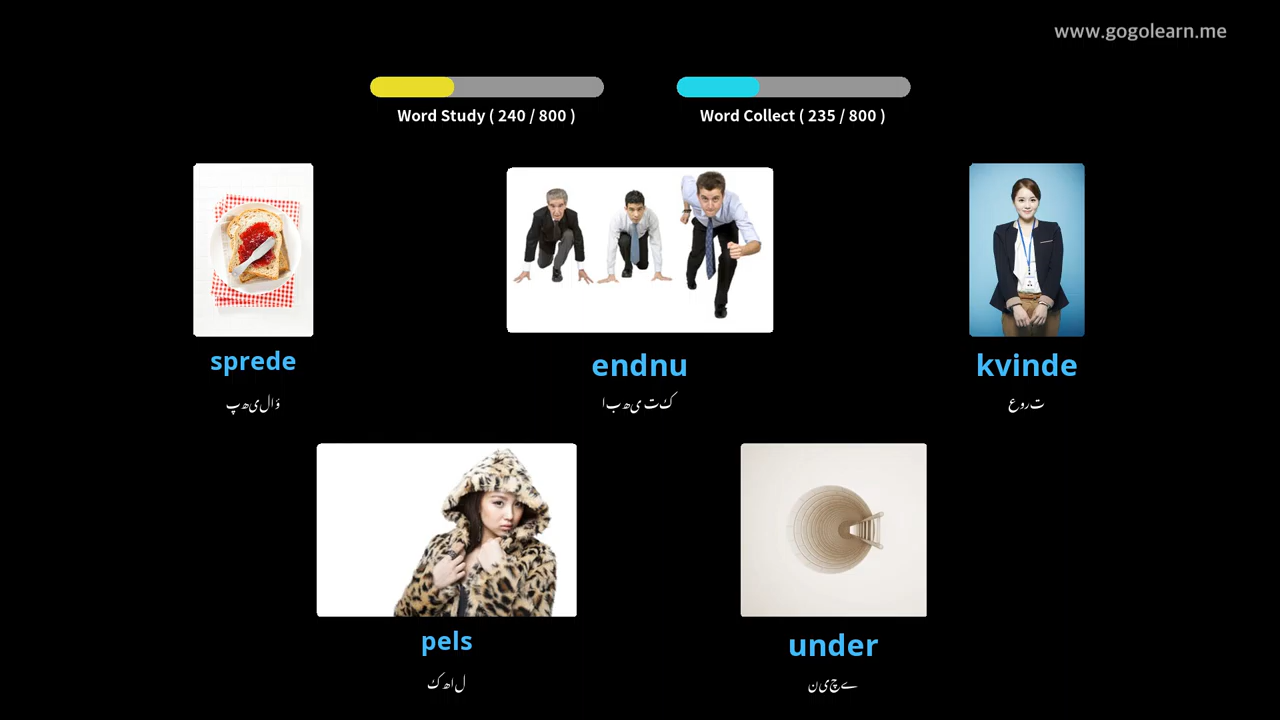 www.gogolearn.me
Word Study ( 240 / 800 )
Word Collect ( 235 / 800 )
sprede
پھیلاؤ
endnu
ابھی تک
kvinde
عورت
pels
کھال
under
نیچے